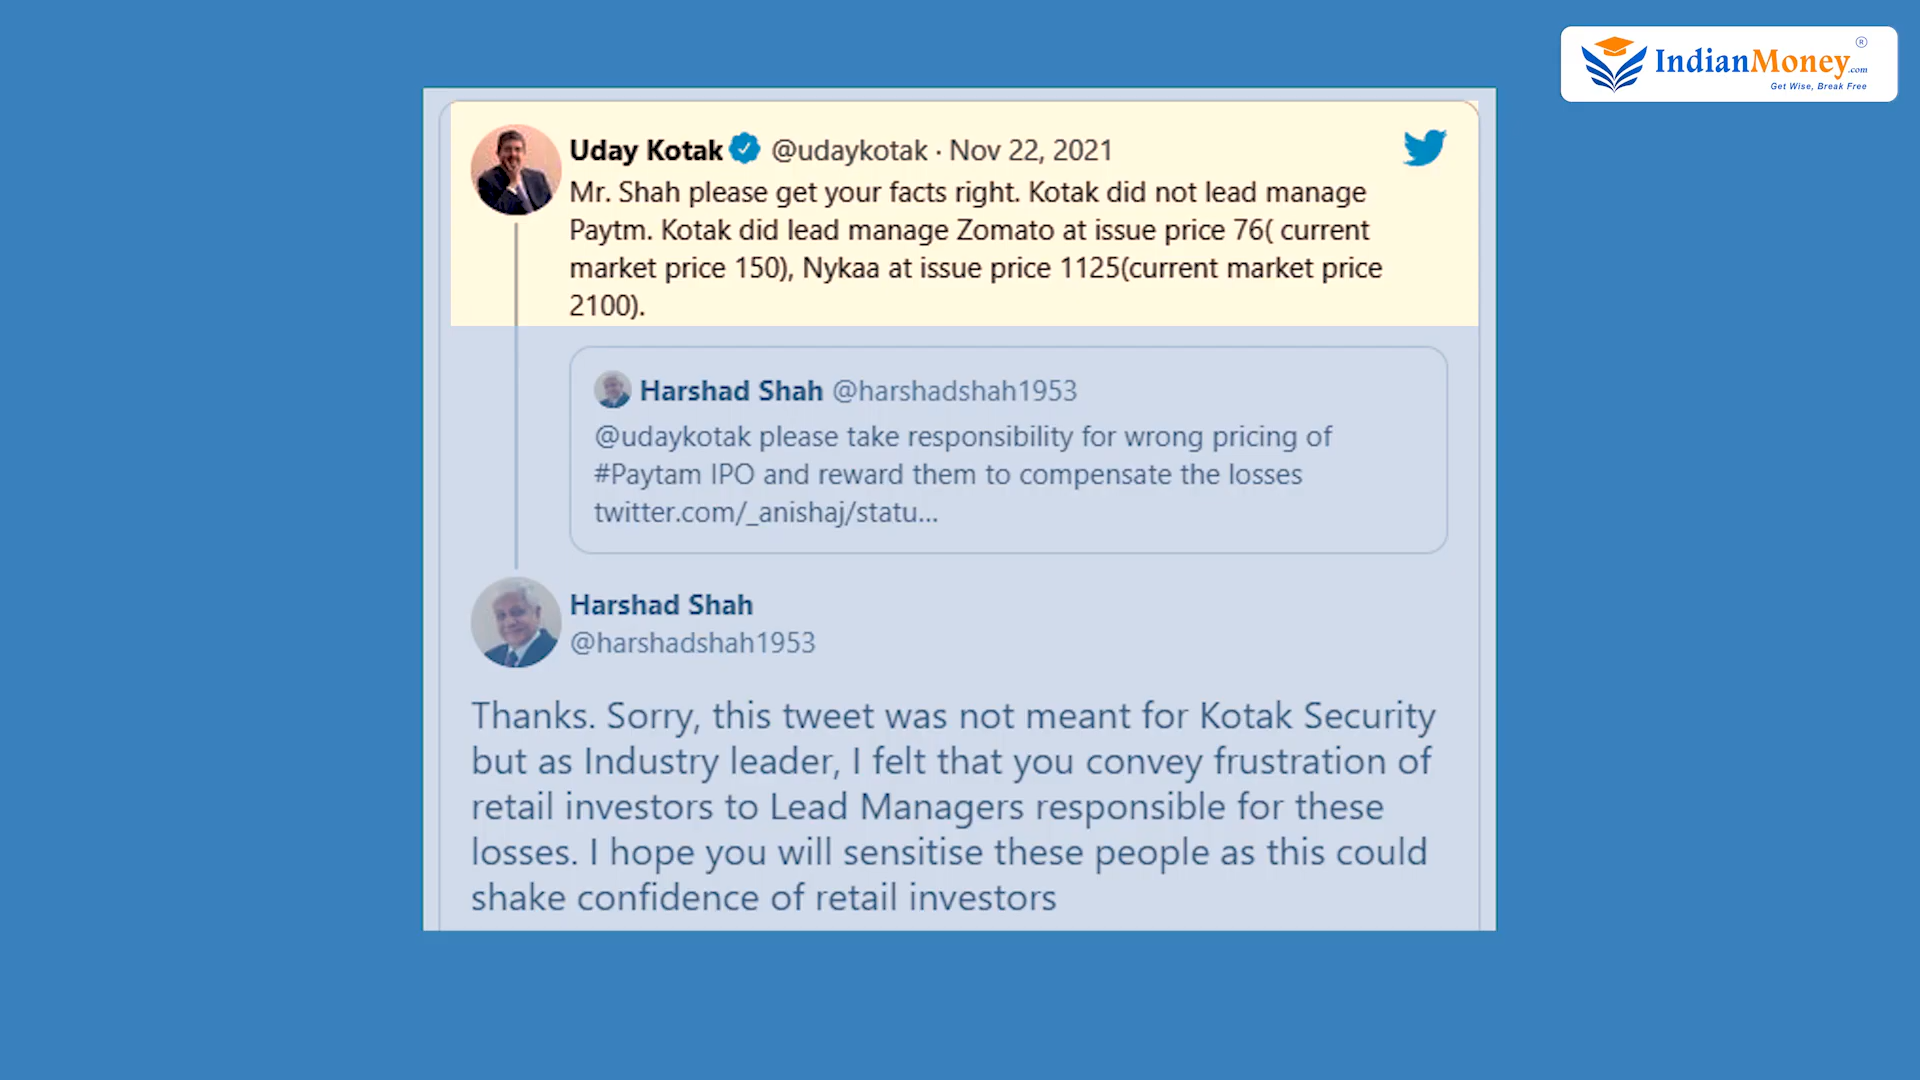 IndianMoney.com ®
Get Wise, Break Free
Uday Kotak @udaykotak · Nov 22, 2021
Mr. Shah please get your facts right. Kotak did not lead manage
Paytm. Kotak did lead manage Zomato at issue price 76( current
market price 150), Nykaa at issue price 1125(current market price
2100).
Harshad Shah @harshadshah1953
@udaykotak please take responsibility for wrong pricing of
#Paytam IPO and reward them to compensate the losses
twitter.com/_anishaj/statu...
Harshad Shah
@harshadshah1953
Thanks. Sorry, this tweet was not meant for Kotak Security
but as Industry leader, I felt that you convey frustration of
retail investors to Lead Managers responsible for these
losses. I hope you will sensitise these people as this could
shake confidence of retail investors